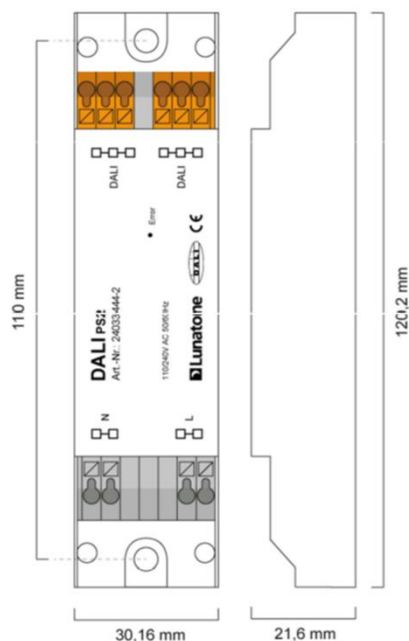 DALI
DALI
Error
DALI PS2
Art.-Nr.: 24033444-2
110/240V AC 50/60Hz
Lunatone
DALI
CE
N
L
110 mm
120,2 mm
30,16 mm
21,6 mm